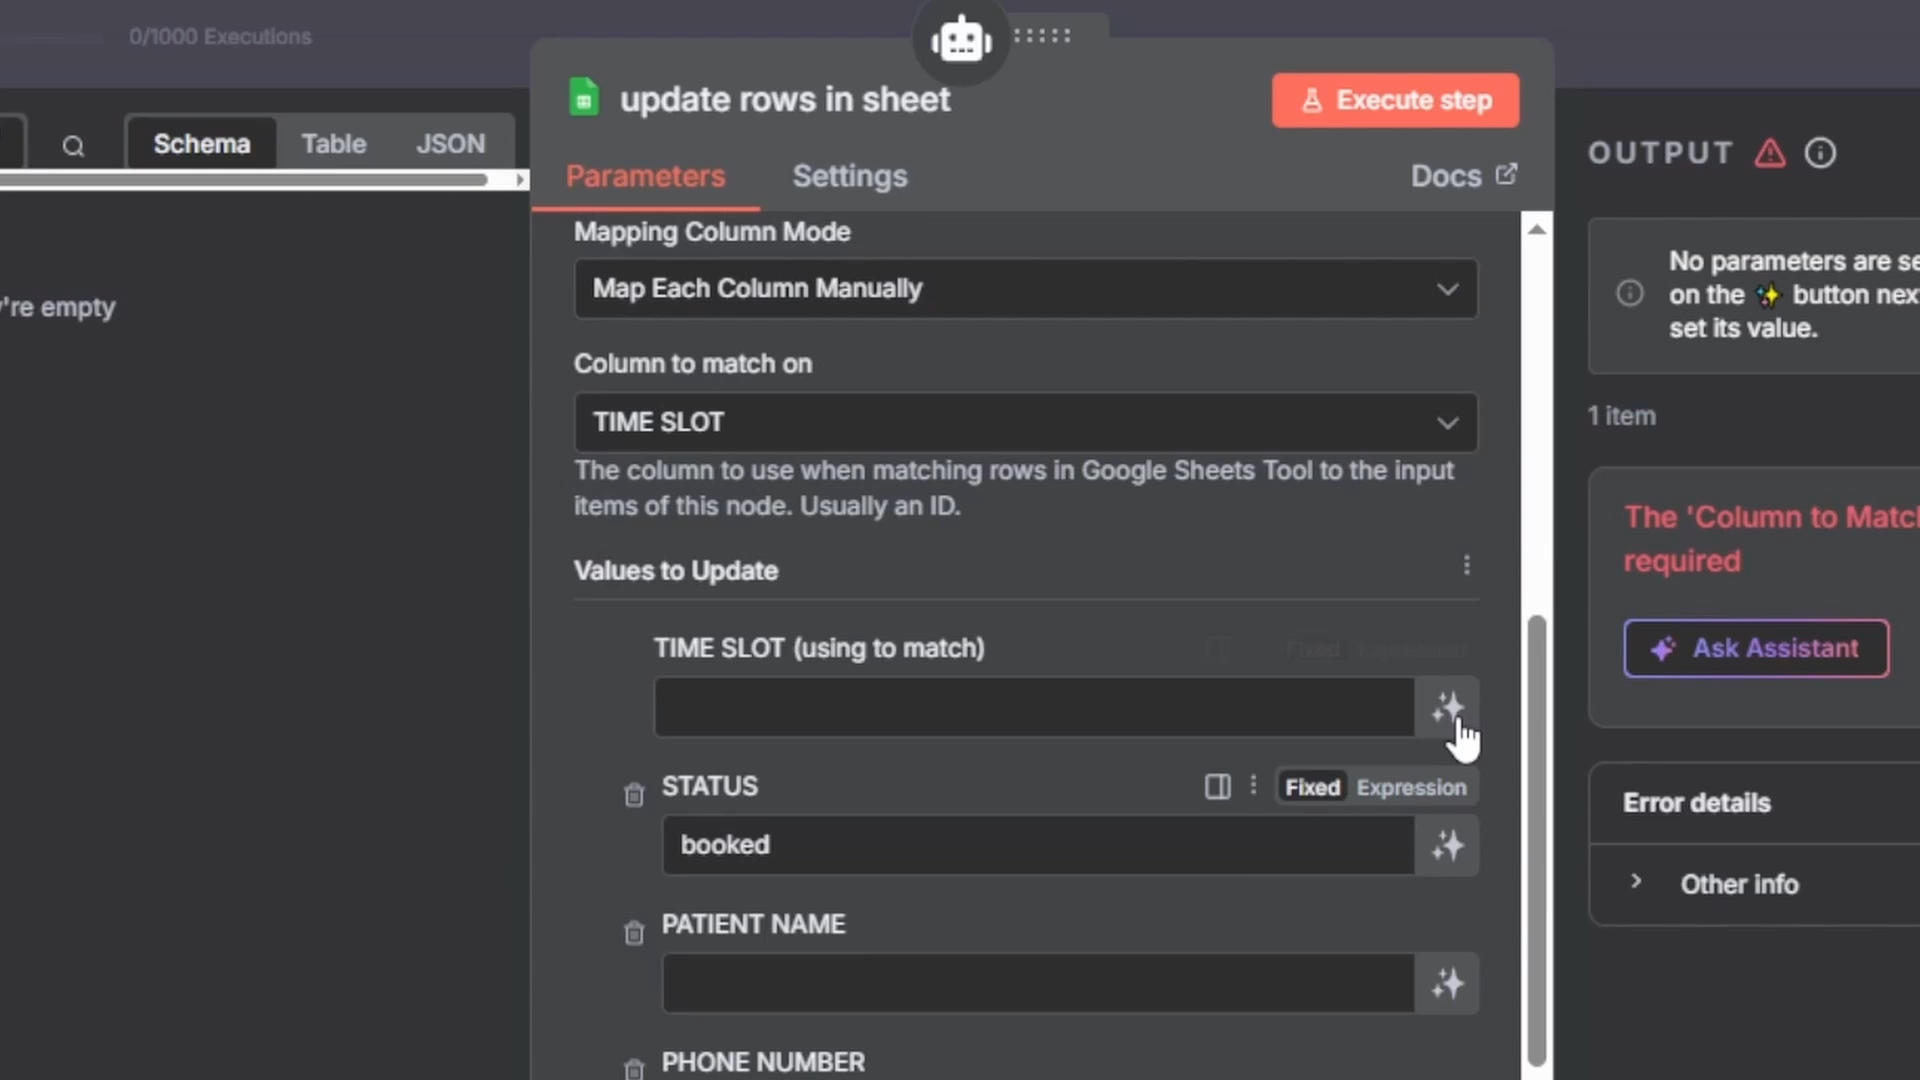 0/1000 Executions
Schema
Table
JSON
're empty
update rows in sheet
Execute step
Parameters
Settings
Docs
Mapping Column Mode
Map Each Column Manually
Column to match on
TIME SLOT
The column to use when matching rows in Google Sheets Tool to the input
items of this node. Usually an ID.
Values to Update
TIME SLOT (using to match)
Fixed Expression
STATUS
Fixed Expression
booked
PATIENT NAME
PHONE NUMBER
OUTPUT
No parameters are se
on the ✨ button nex
set its value.
1 item
The 'Column to Matc
required
Ask Assistant
Error details
Other info